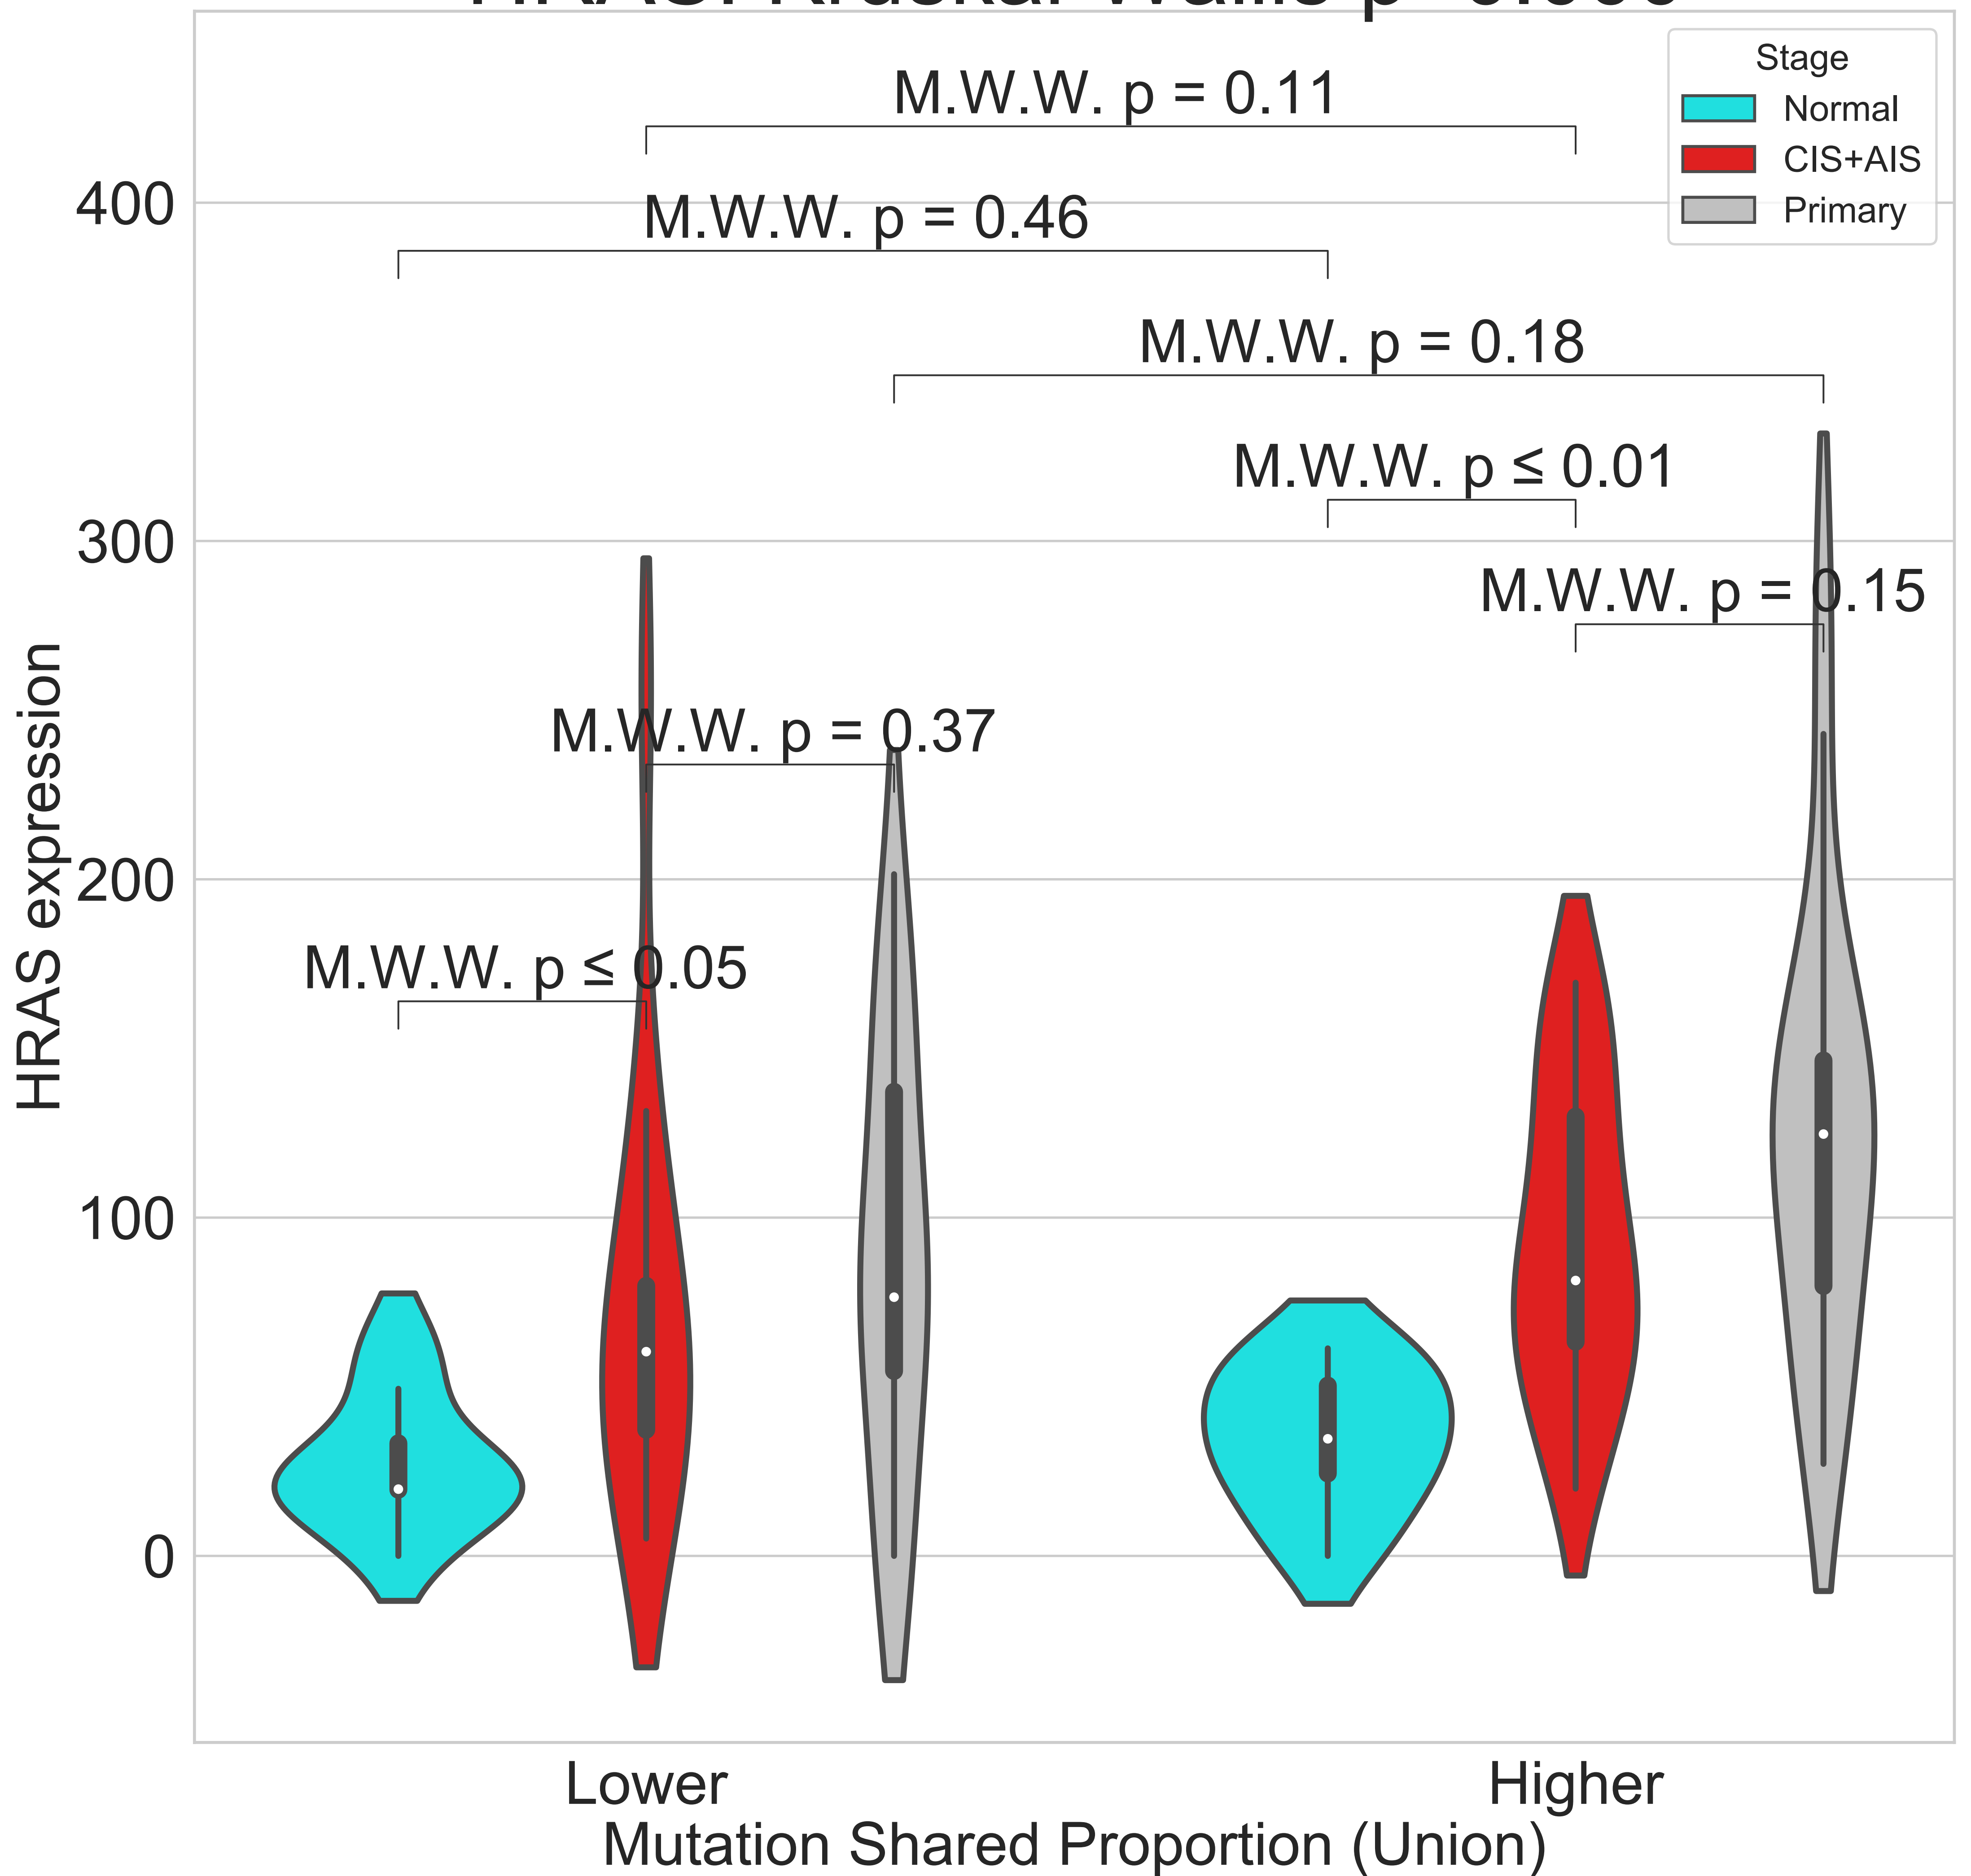 Stage
Normal
CIS+AIS
Primary
M.W.W. p = 0.11
M.W.W. p = 0.46
M.W.W. p = 0.18
M.W.W. p ≤ 0.01
M.W.W. p = 0.15
M.W.W. p = 0.37
M.W.W. p ≤ 0.05
400
300
200
100
0
HRAS expression
Lower
Higher
Mutation Shared Proportion (Union)